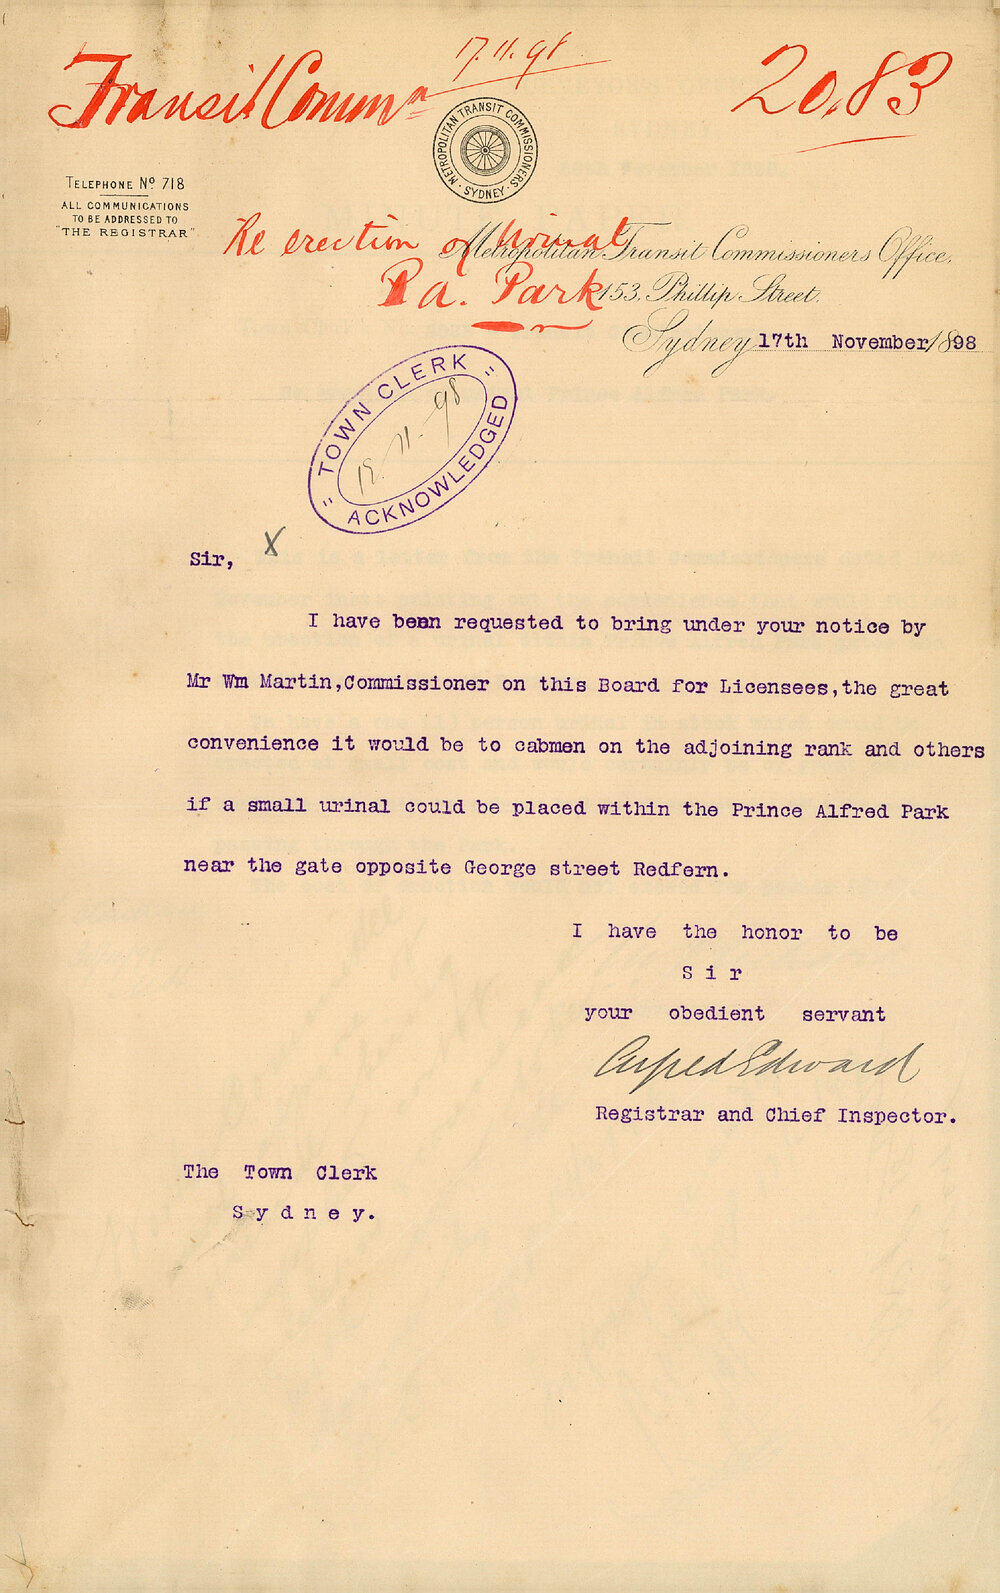 17.11.98
Transit Commn
2083
METROPOLITAN TRANSIT COMMISSIONERS
· SYDNEY ·
TELEPHONE No 718
ALL COMMUNICATIONS
TO BE ADDRESSED TO
"THE REGISTRAR"
Re erection of Urinal
Metropolitan Transit Commissioners Office,
P a. Park
153, Phillip Street,
Sydney 17th November 1898
"TOWN CLERK"
11. 98
ACKNOWLEDGED
X
Sir,
I have been requested to bring under your notice by
Mr Wm Martin,Commissioner on this Board for Licensees,the great
convenience it would be to cabmen on the adjoining rank and others
if a small urinal could be placed within the Prince Alfred Park
near the gate opposite George street Redfern.
I have the honor to be
S i r
your obedient servant
Alfred Edward
Registrar and Chief Inspector.
The Town Clerk
S y d n e y.